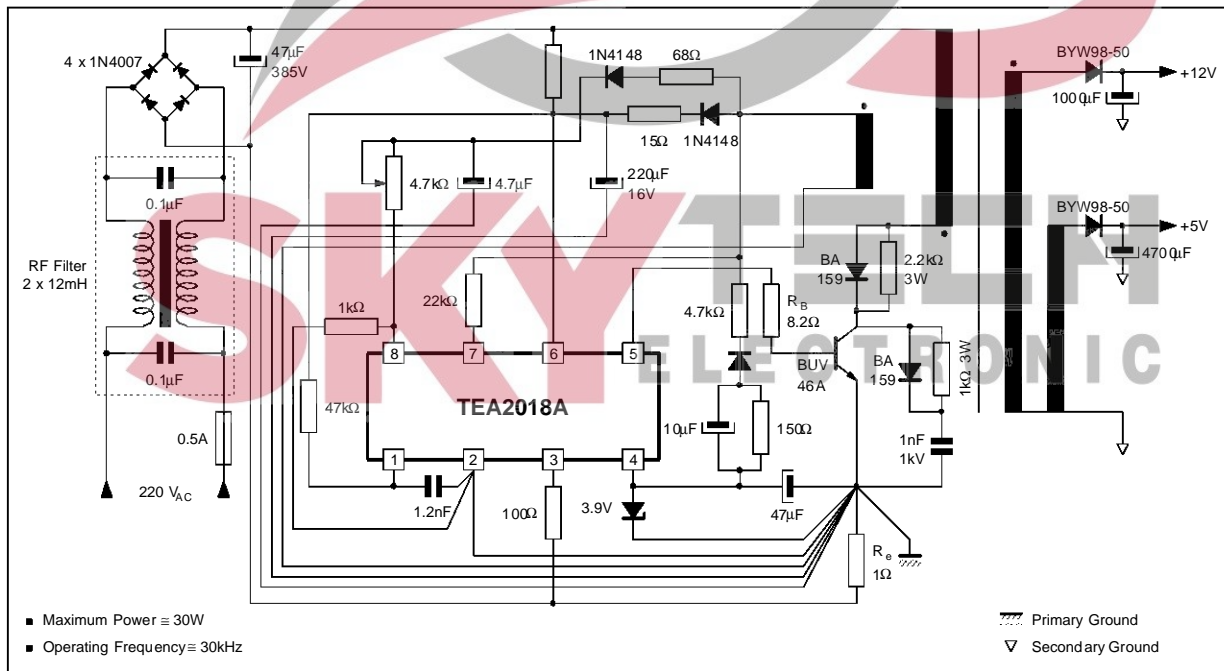 4 x 1N4007
47µF
385V
1N4148
68Ω
BYW98-50
+12V
1000µF
15Ω
1N4148
4.7kΩ
4.7µF
220µF
16V
0.1µF
BYW98-50
+5V
4700µF
RF Filter
2 x 12mH
BA
159
2.2kΩ
3W
22kΩ
1kΩ
4.7kΩ
R B
8.2Ω
8
7
6
5
0.1µF
BUV
46A
BA
159
1kΩ 3W
SKYTECH
ELECTRONIC
TEA2018A
47kΩ
0.5A
10µF
150Ω
1nF
1kV
1
2
3
4
220 VAC
1.2nF
100Ω
3.9V
47µF
R e
1Ω
■ Maximum Power ≅ 30W
■ Operating Frequency ≅ 30kHz
Primary Ground
Secondary Ground